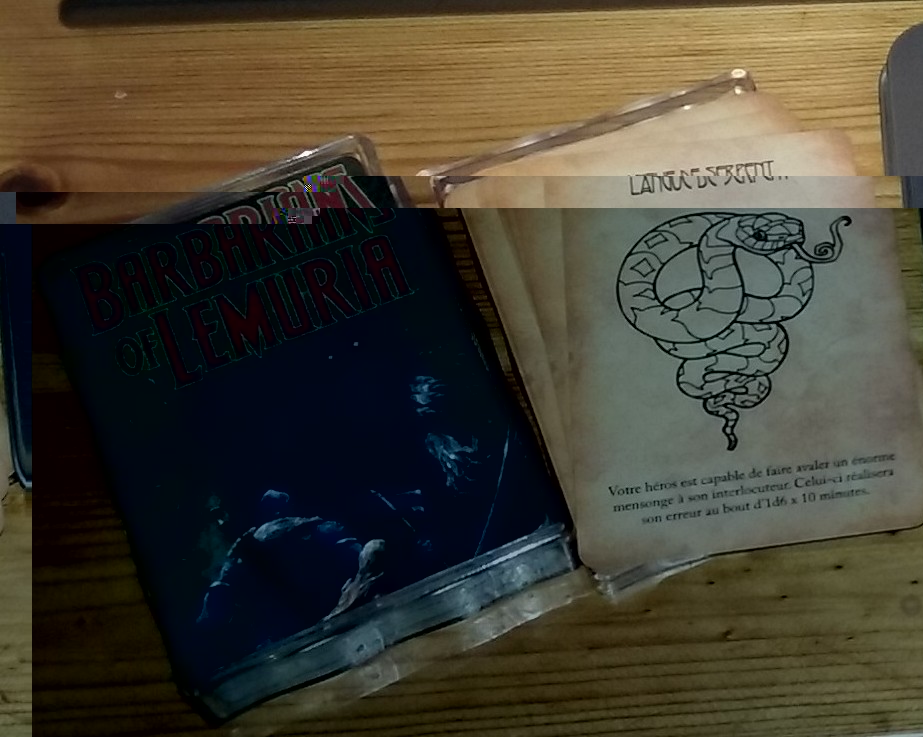 BARBARIANS
OF LEMURIA
Votre héros est capable de faire avaler un énorme
mensonge à son interlocuteur. Celui-ci réalisera
son erreur au bout d'1d6 x 10 minutes.